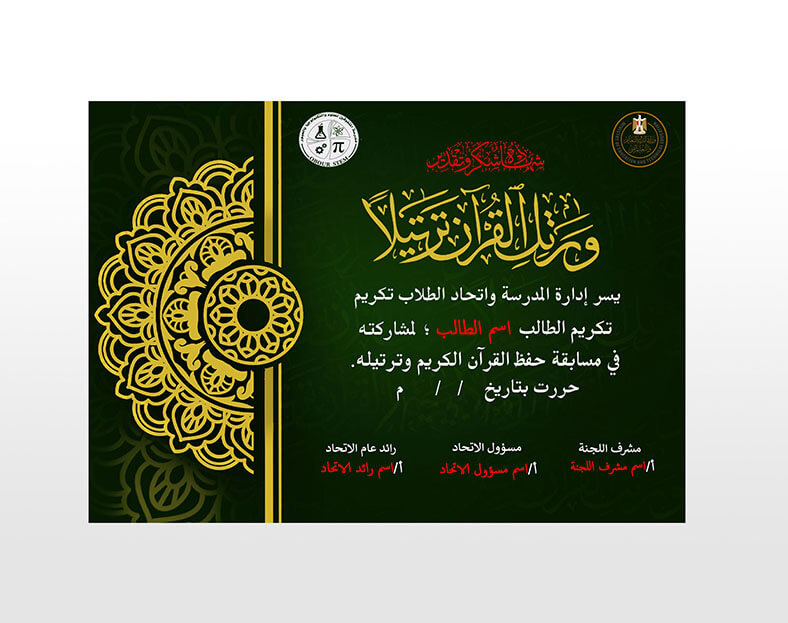 شهادة شكر وتقدير
ورتل القرآن ترتيلاً
يسر إدارة المدرسة واتحاد الطلاب تكريم
تكريم الطالب اسم الطالب ؛ لمشاركته
في مسابقة حفظ القرآن الكريم وترتيله.
حررت بتاريخ / / م
مشرف اللجنة
أ/اسم مشرف اللجنة
مسؤول الاتحاد
أ/اسم مسؤول الاتحاد
رائد عام الاتحاد
أ/اسم رائد الاتحاد
OBOUR STEM
π